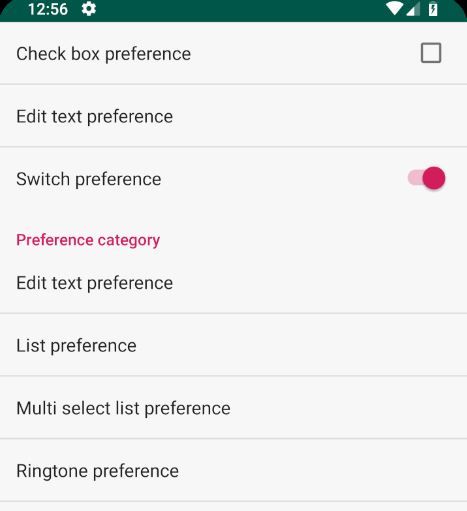 12:56
Check box preference
Edit text preference
Switch preference
Preference category
Edit text preference
List preference
Multi select list preference
Ringtone preference